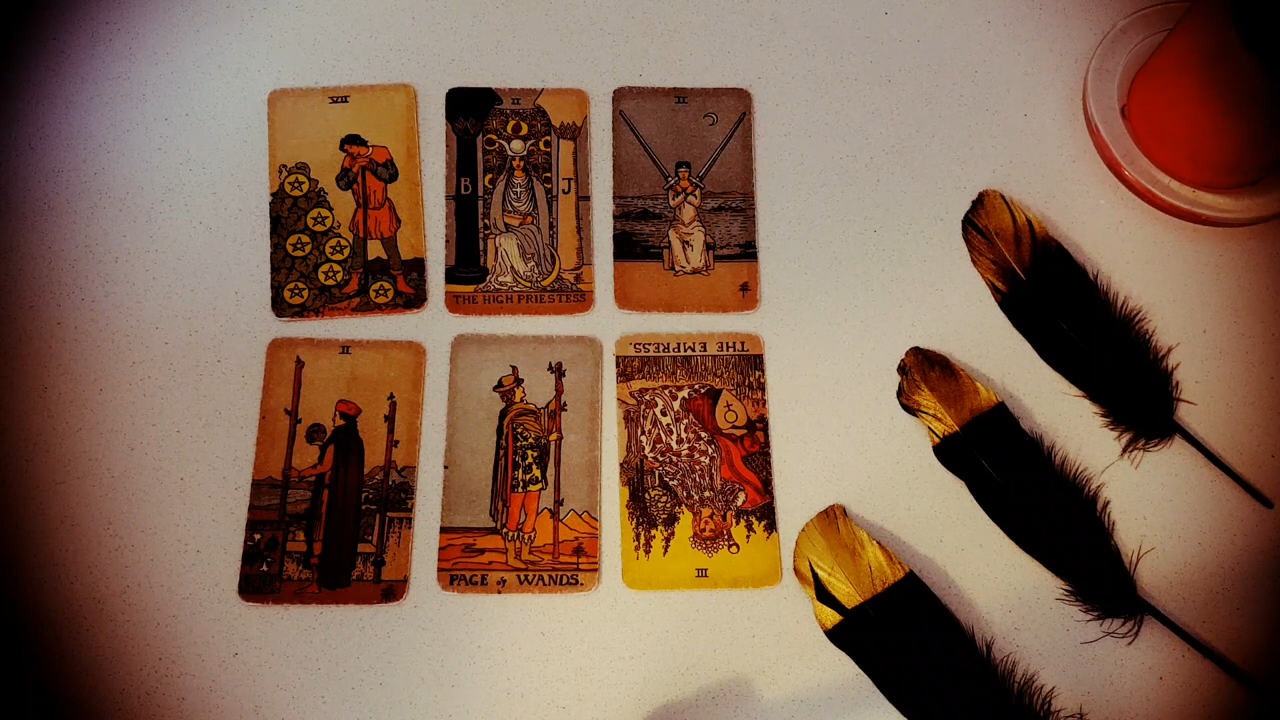 VII
II
B J
THE HIGH PRIESTESS
II
II
PAGE of WANDS.
THE EMPRESS.
III